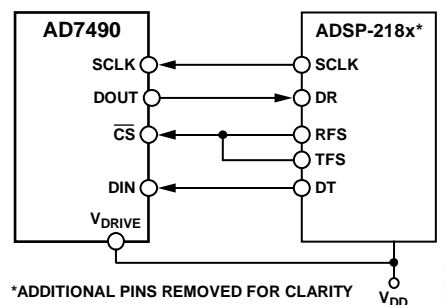 AD7490
ADSP-218x*
SCLK
SCLK
DOUT
DR
CS
RFS
TFS
DIN
DT
VDRIVE
*ADDITIONAL PINS REMOVED FOR CLARITY
VDD